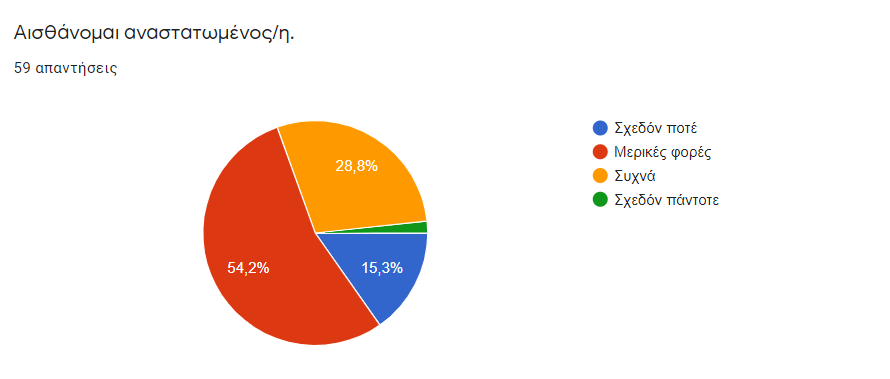 Αισθάνομαι αναστατωμένος/η.
59 απαντήσεις
28,8%
54,2%
15,3%
Σχεδόν ποτέ
Μερικές φορές
Συχνά
Σχεδόν πάντοτε